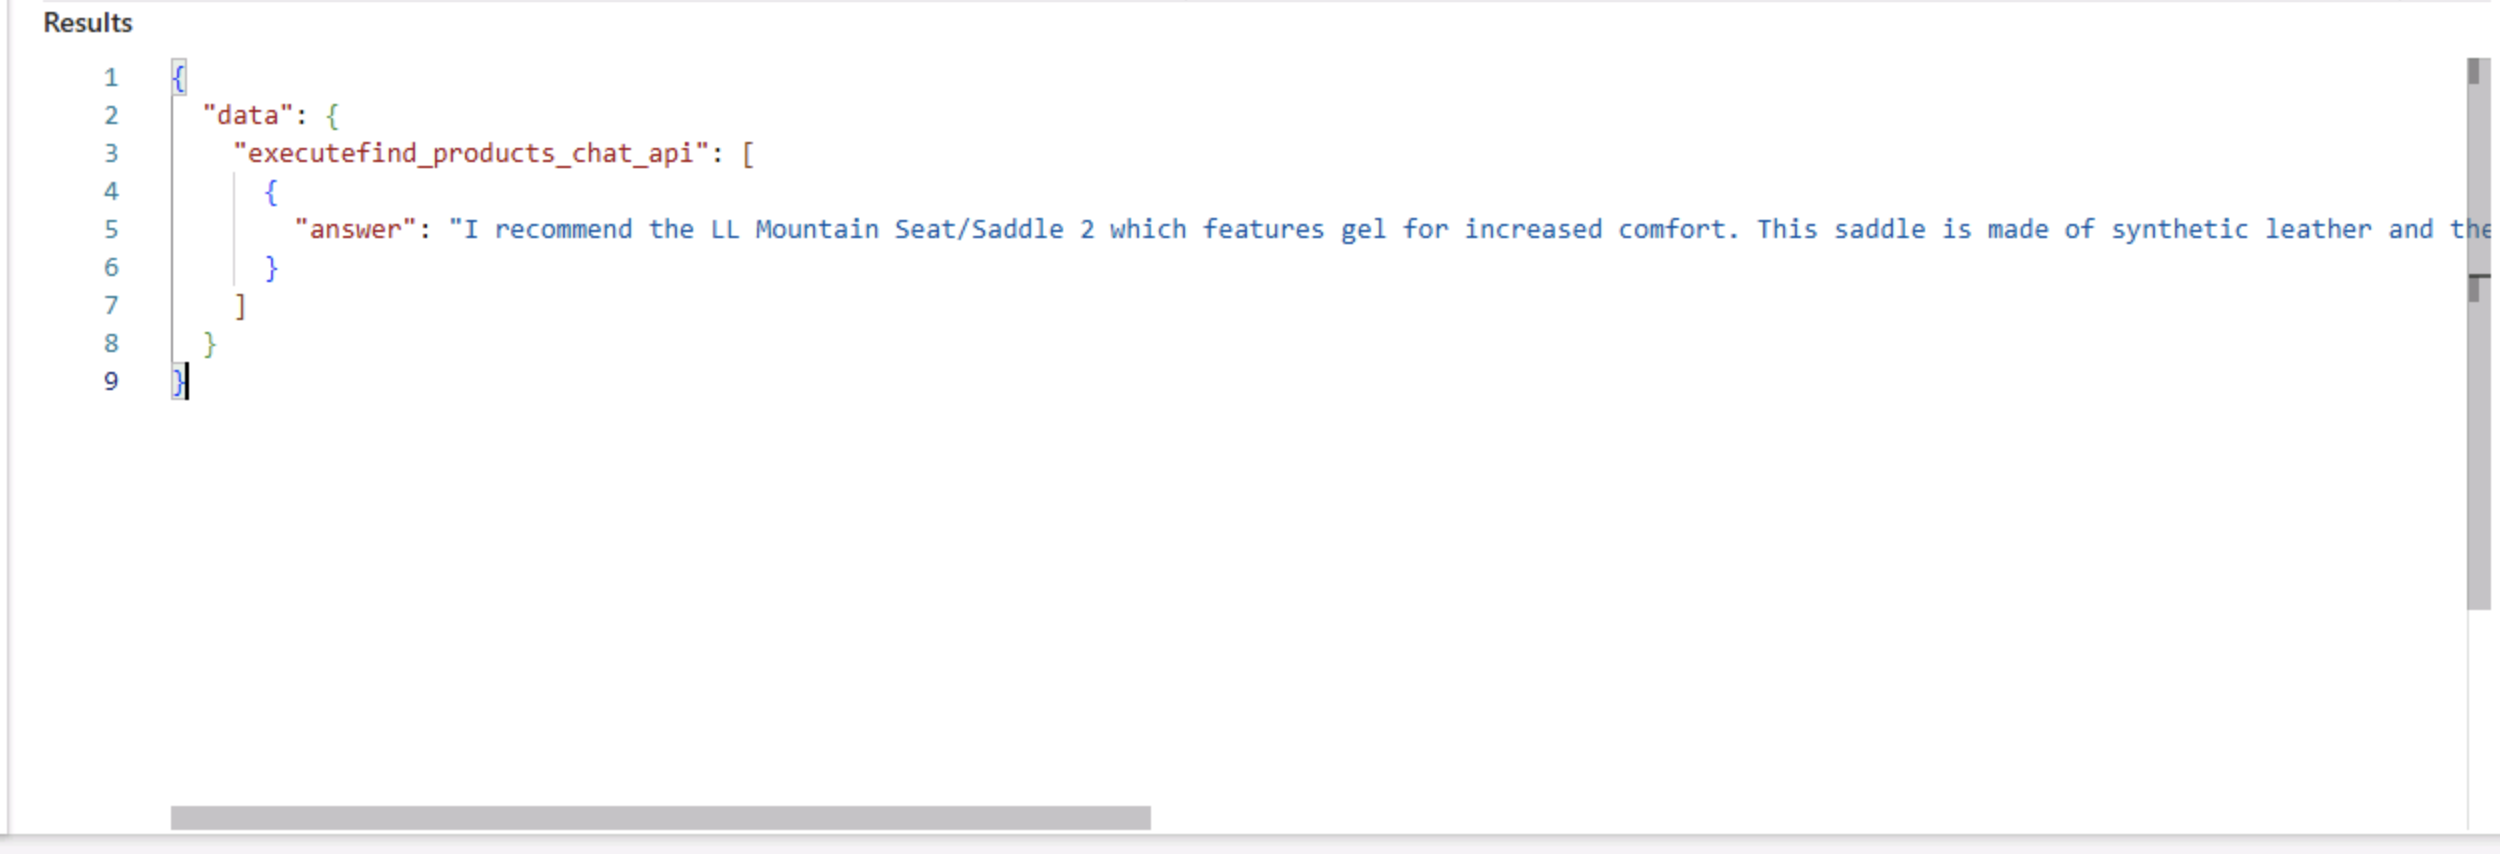 Results
1 {
2 "data": {
3 "executefind_products_chat_api": [
4 {
5 "answer": "I recommend the LL Mountain Seat/Saddle 2 which features gel for increased comfort. This saddle is made of synthetic leather and the
6 }
7 ]
8 }
9 }